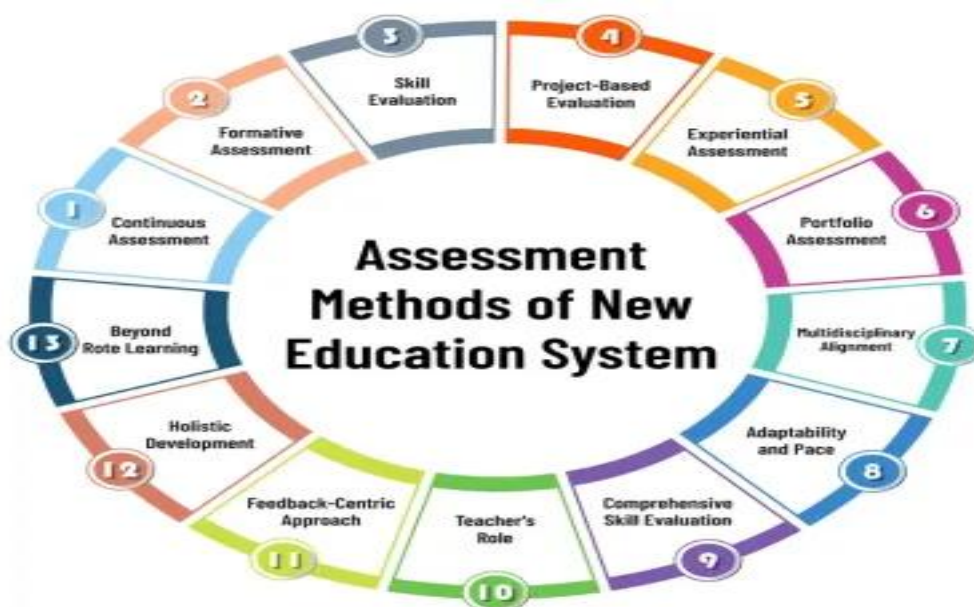 Assessment
Methods of New
Education System
1
Continuous
Assessment
2
Formative
Assessment
3
Skill
Evaluation
4
Project-Based
Evaluation
5
Experiential
Assessment
6
Portfolio
Assessment
7
Multidisciplinary
Alignment
8
Adaptability
and Pace
9
Comprehensive
Skill Evaluation
10
Teacher's
Role
11
Feedback-Centric
Approach
12
Holistic
Development
13
Beyond
Rote Learning